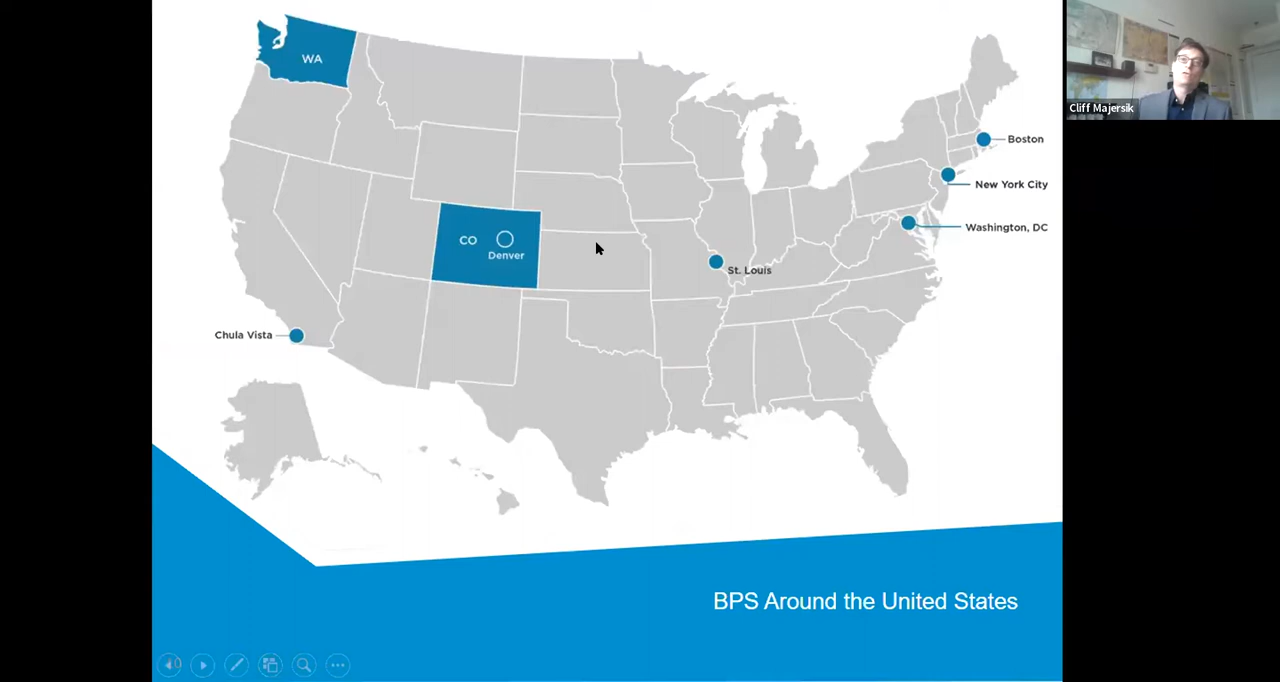 WA
Cliff Majersik
Boston
New York City
Washington, DC
CO
Denver
St. Louis
Chula Vista
BPS Around the United States